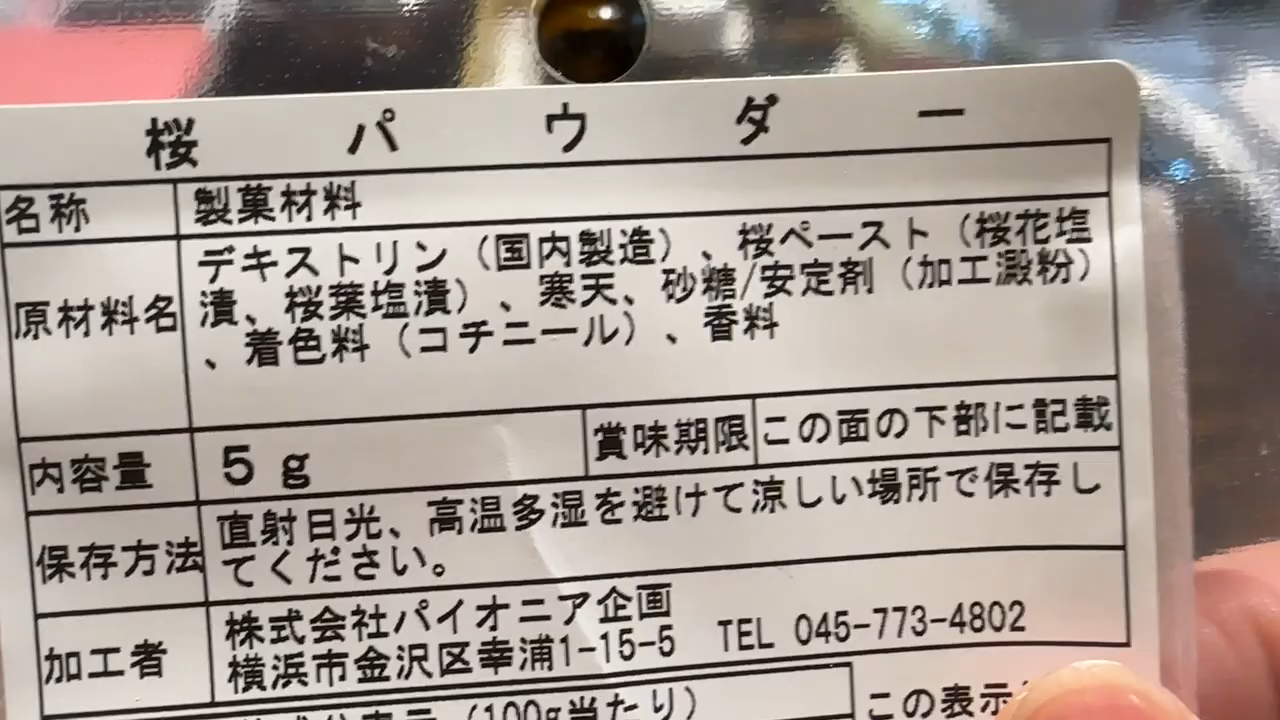 桜パウダー
名称 製菓材料
原材料名 デキストリン（国内製造）、桜ペースト（桜花塩
漬、桜葉塩漬）、寒天、砂糖/安定剤（加工澱粉）
、着色料（コチニール）、香料
内容量 5g 賞味期限 この面の下部に記載
保存方法 直射日光、高温多湿を避けて涼しい場所で保存し
てください。
加工者 株式会社パイオニア企画
横浜市金沢区幸浦1-15-5 TEL 045-773-4802
(100g当たり)
この表示